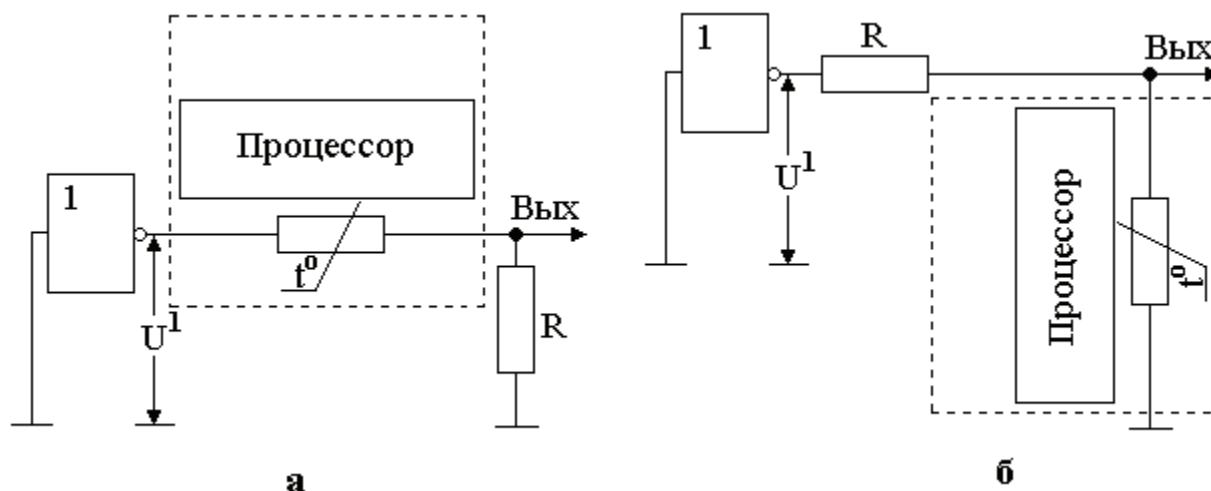 1
Процессор
Вых
t°
U¹
R
а
1
R
Вых
U¹
Процессор
t°
б